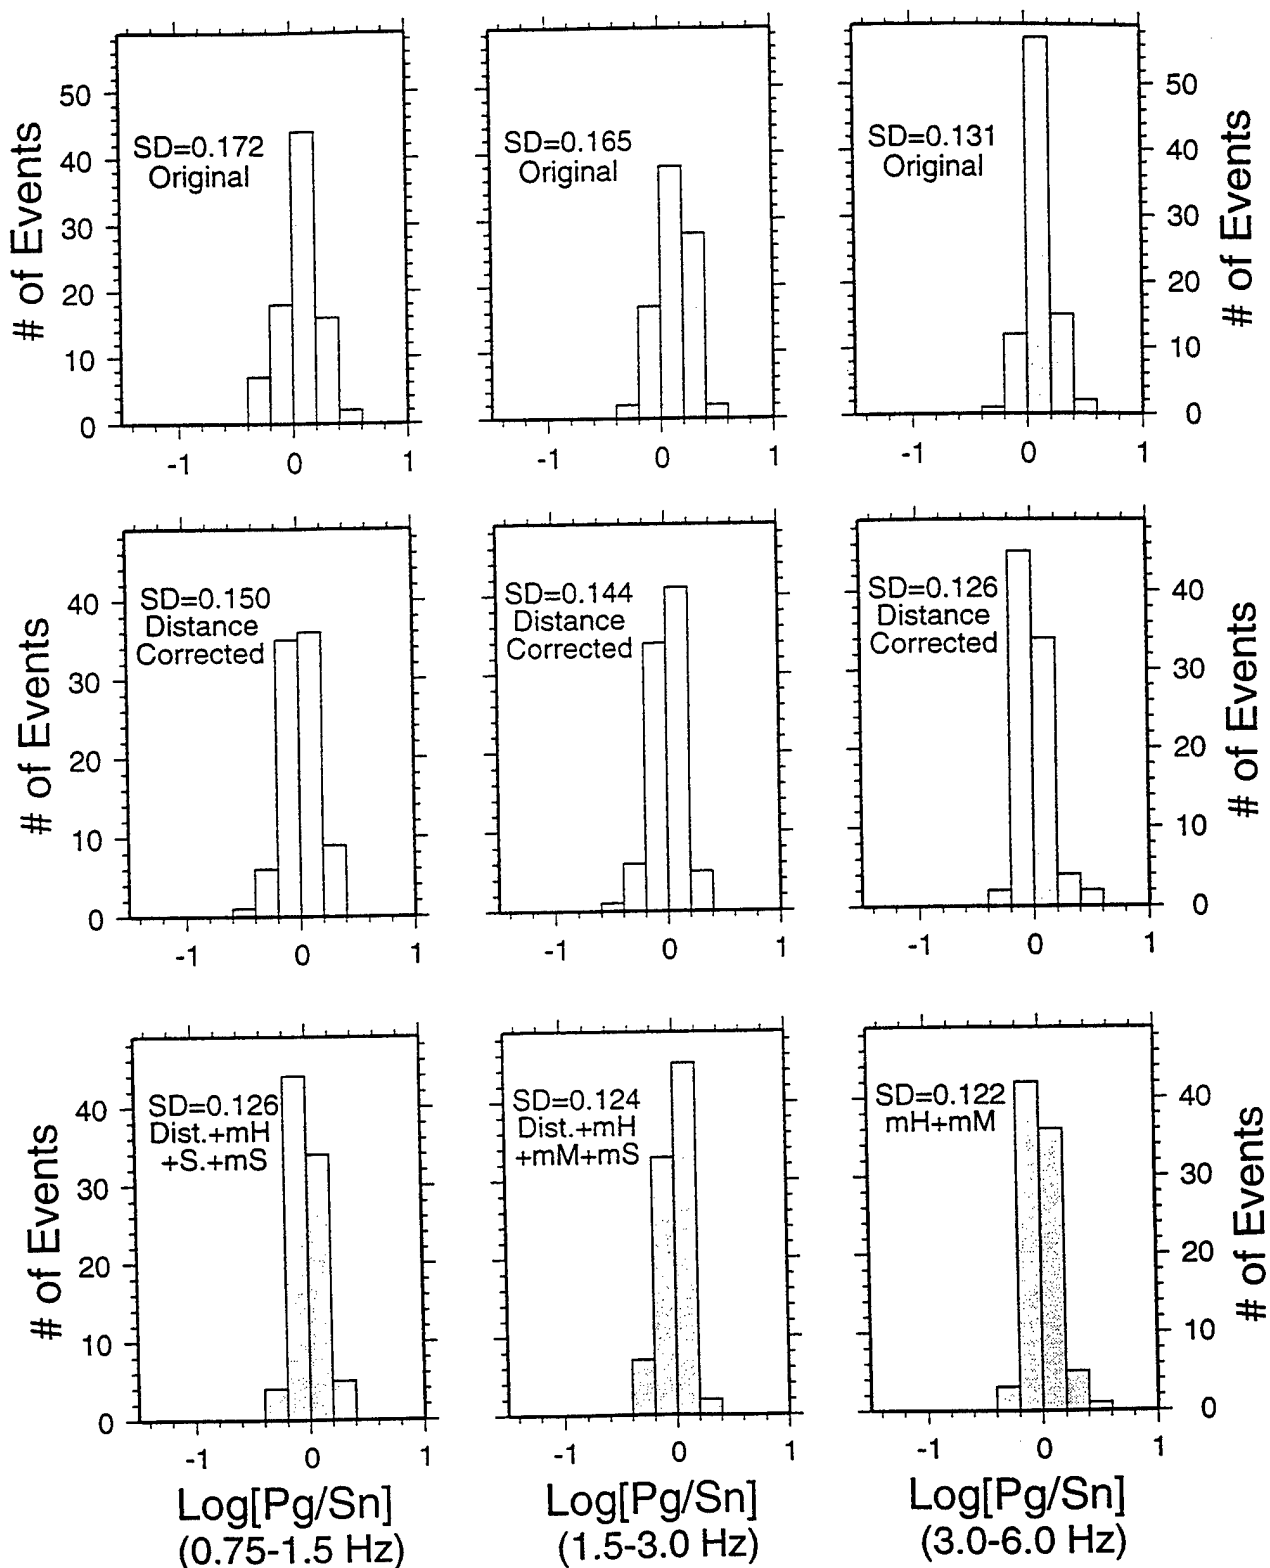 # of Events
50
40
30
20
10
0
SD=0.172
Original
-1 0 1
SD=0.165
Original
-1 0 1
SD=0.131
Original
-1 0 1
50
40
30
20
10
0
# of Events
# of Events
40
30
20
10
0
SD=0.150
Distance
Corrected
-1 0 1
SD=0.144
Distance
Corrected
-1 0 1
SD=0.126
Distance
Corrected
-1 0 1
40
30
20
10
0
# of Events
# of Events
40
30
20
10
0
SD=0.126
Dist.+mH
+S.+mS
-1 0 1
Log[Pg/Sn]
(0.75-1.5 Hz)
SD=0.124
Dist.+mH
+mM+mS
-1 0 1
Log[Pg/Sn]
(1.5-3.0 Hz)
SD=0.122
mH+mM
-1 0 1
Log[Pg/Sn]
(3.0-6.0 Hz)
40
30
20
10
0
# of Events